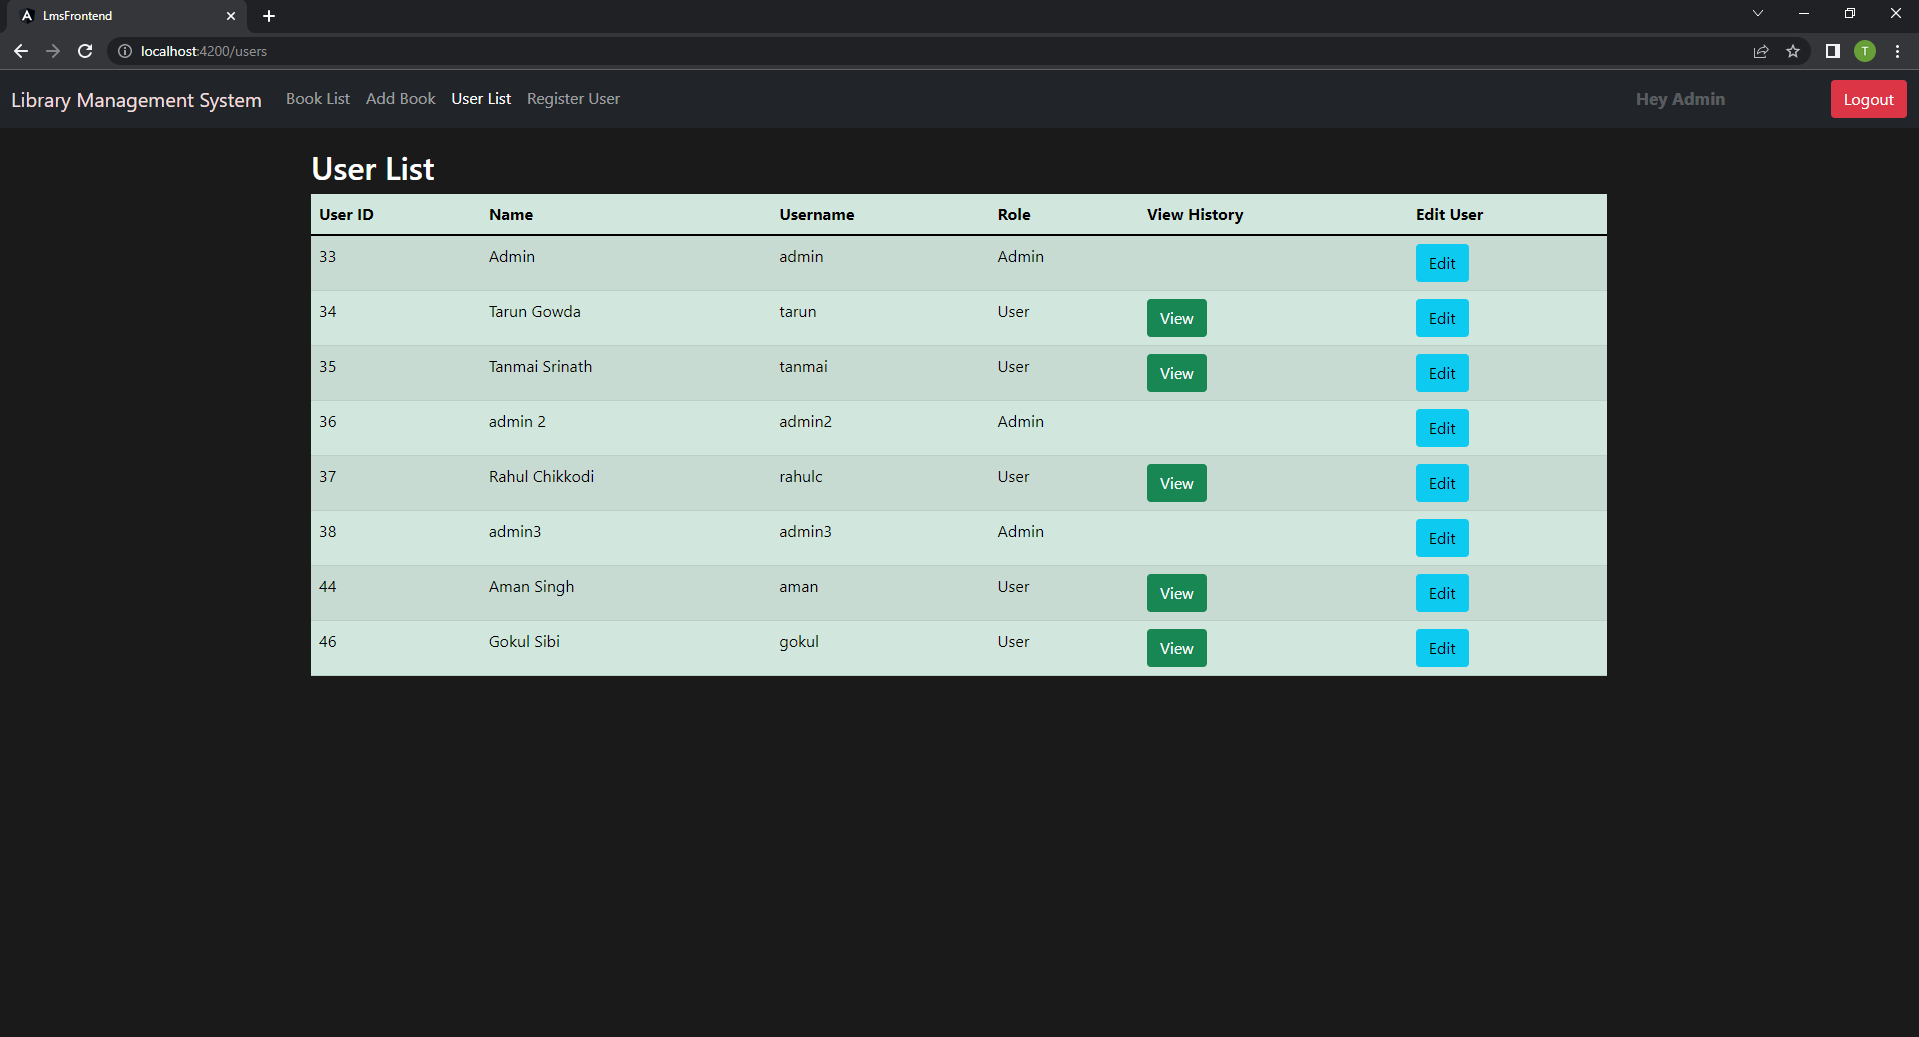 LmsFrontend
localhost:4200/users
T
Library Management System Book List Add Book User List Register User Hey Admin Logout
User List
User ID Name Username Role View History Edit User
33 Admin admin Admin Edit
34 Tarun Gowda tarun User View Edit
35 Tanmai Srinath tanmai User View Edit
36 admin 2 admin2 Admin Edit
37 Rahul Chikkodi rahulc User View Edit
38 admin3 admin3 Admin Edit
44 Aman Singh aman User View Edit
46 Gokul Sibi gokul User View Edit